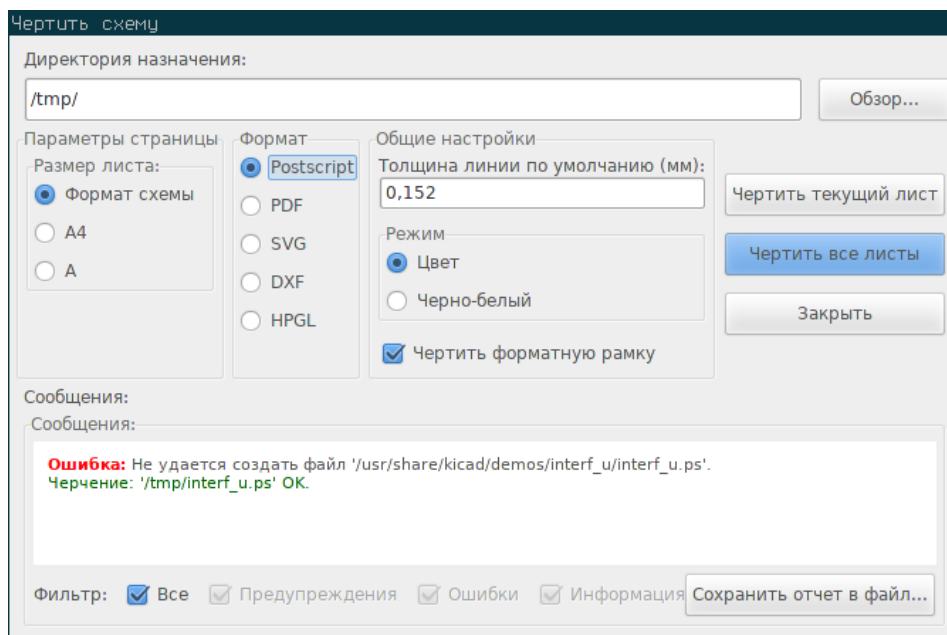 Чертить схему
Директория назначения:
/tmp/
Обзор...
Параметры страницы
Размер листа:
Формат схемы
A4
A
Формат
Postscript
PDF
SVG
DXF
HPGL
Общие настройки
Толщина линии по умолчанию (мм):
0,152
Режим
Цвет
Черно-белый
Чертить форматную рамку
Чертить текущий лист
Чертить все листы
Закрыть
Сообщения:
Сообщения:
Ошибка: Не удается создать файл '/usr/share/kicad/demos/interf_u/interf_u.ps'.
Черчение: '/tmp/interf_u.ps' OK.
Фильтр: Все Предупреждения Ошибки Информация Сохранить отчет в файл...